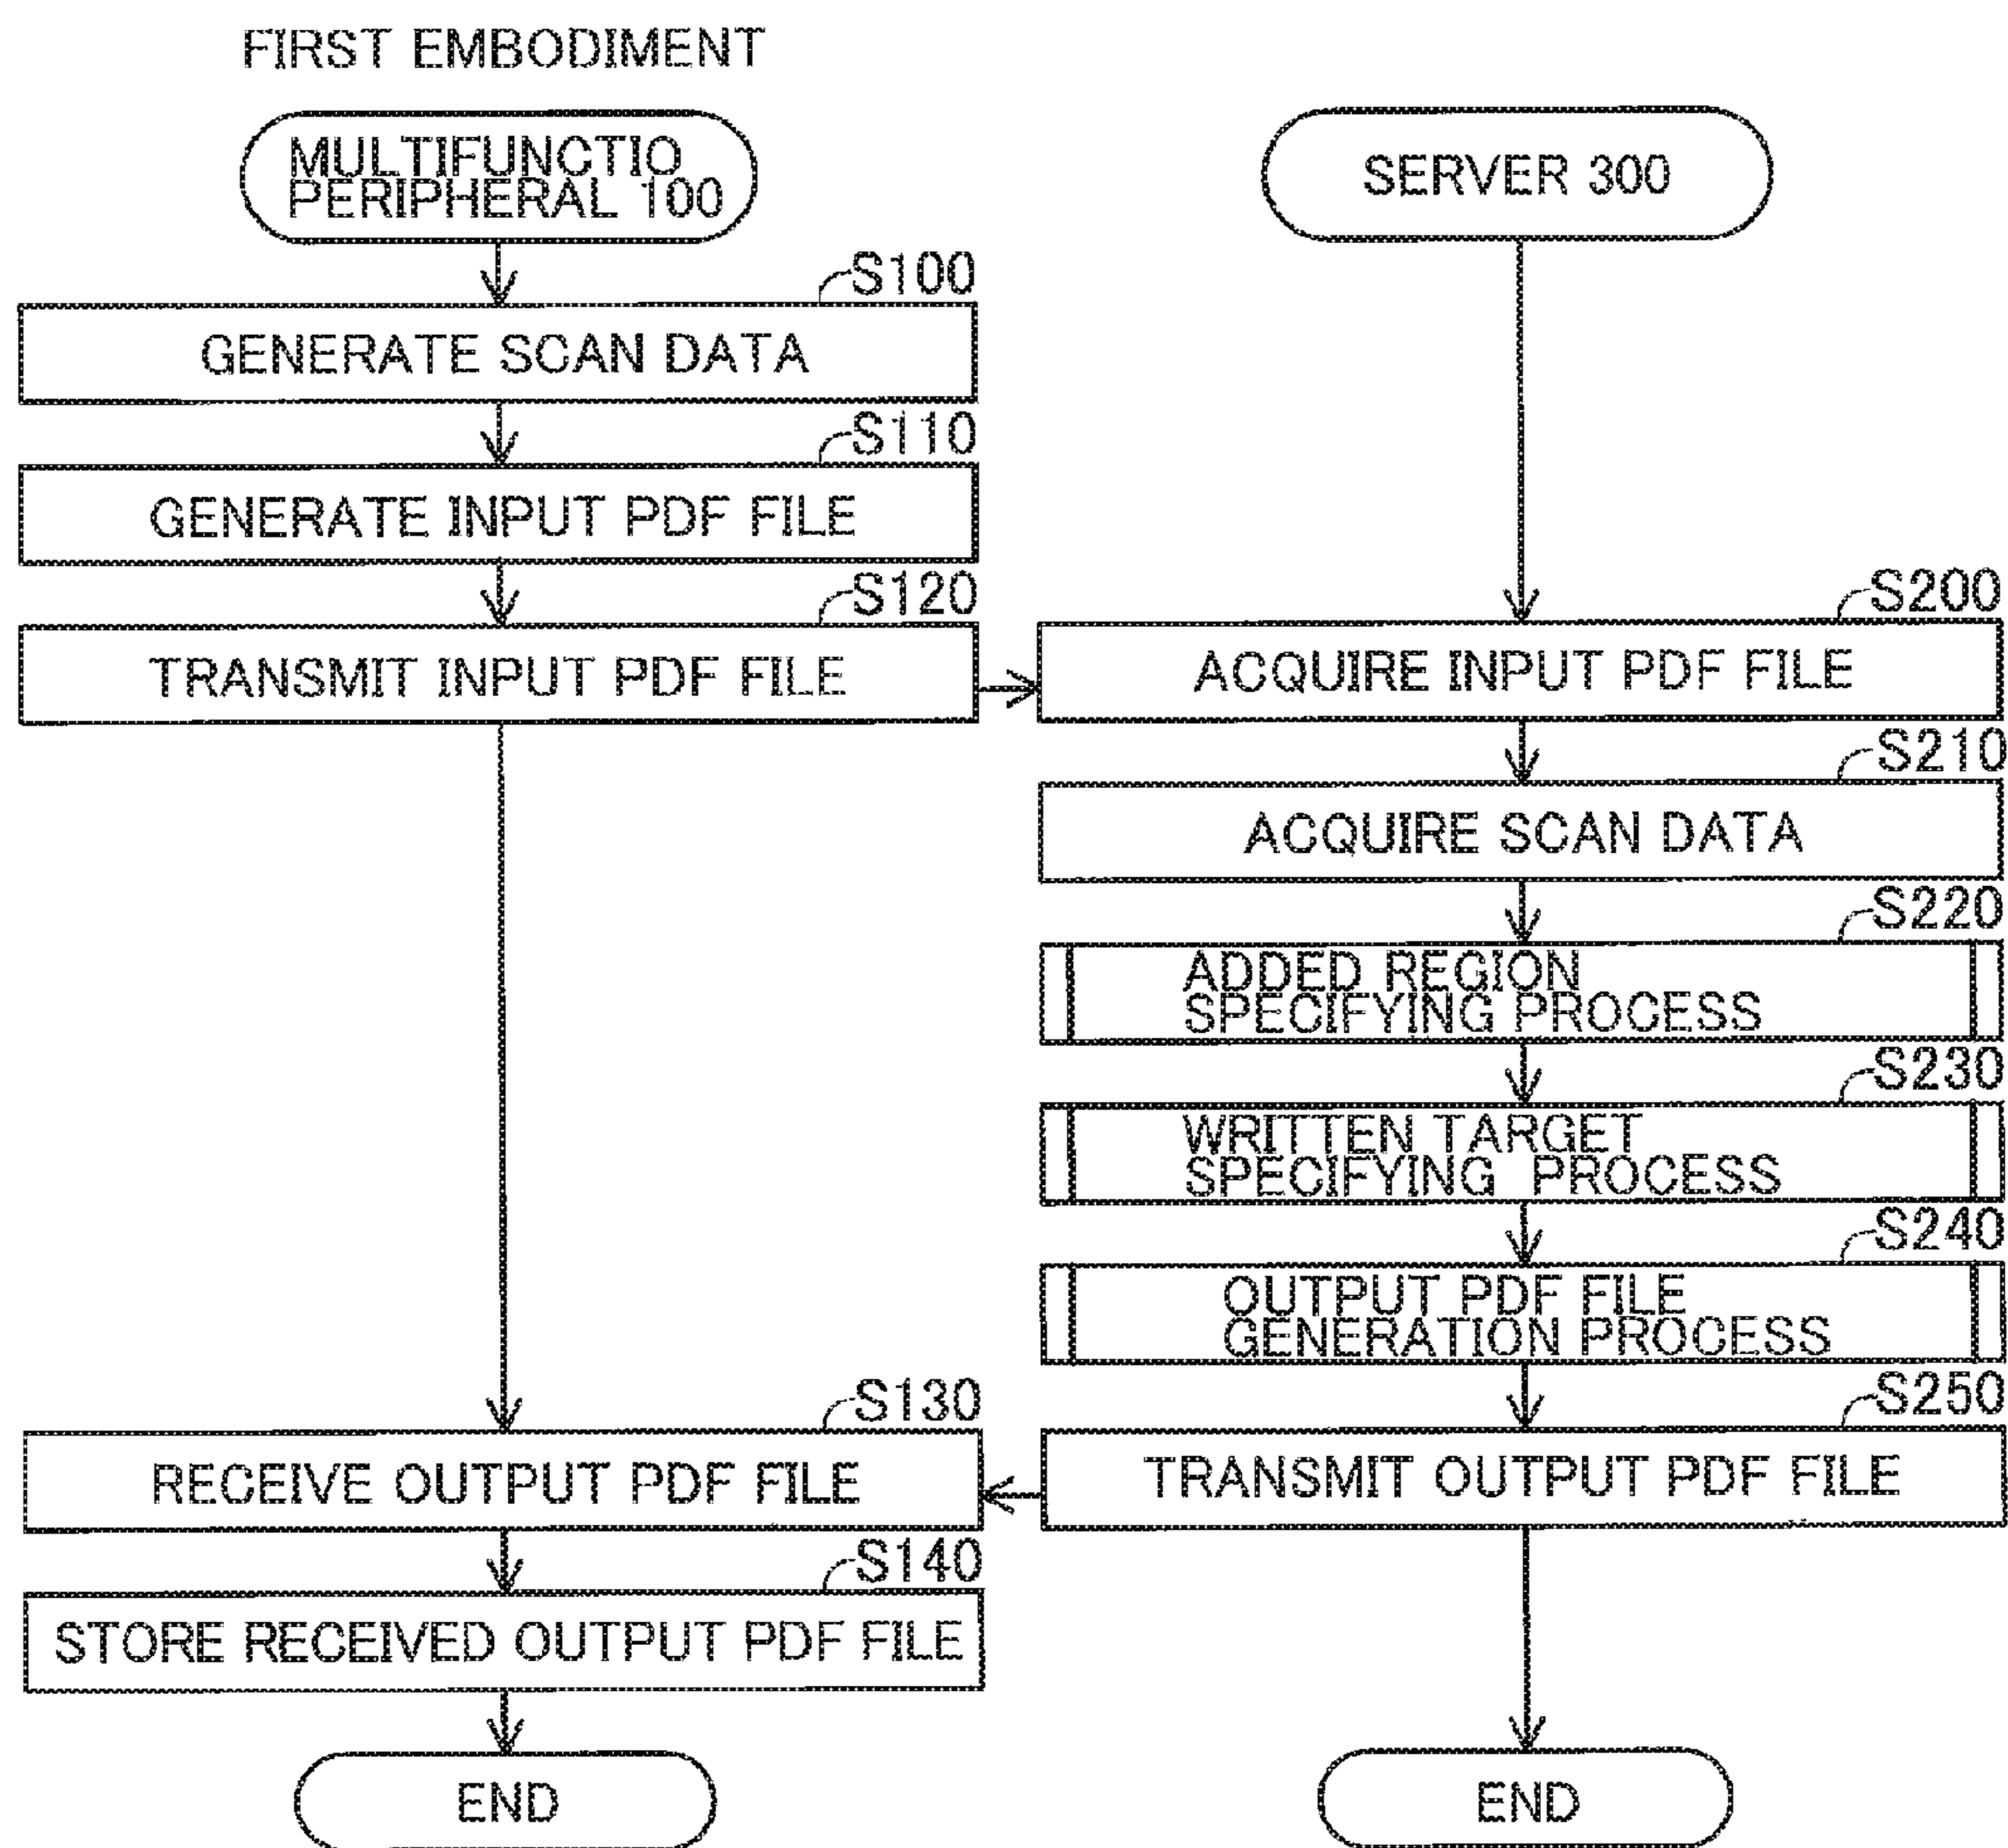 FIRST EMBODIMENT
MULTIFUNCTIO
PERIPHERAL 100
S100
GENERATE SCAN DATA
S110
GENERATE INPUT PDF FILE
S120
TRANSMIT INPUT PDF FILE
S130
RECEIVE OUTPUT PDF FILE
S140
STORE RECEIVED OUTPUT PDF FILE
END
SERVER 300
S200
ACQUIRE INPUT PDF FILE
S210
ACQUIRE SCAN DATA
S220
ADDED REGION
SPECIFYING PROCESS
S230
WRITTEN TARGET
SPECIFYING PROCESS
S240
OUTPUT PDF FILE
GENERATION PROCESS
S250
TRANSMIT OUTPUT PDF FILE
END